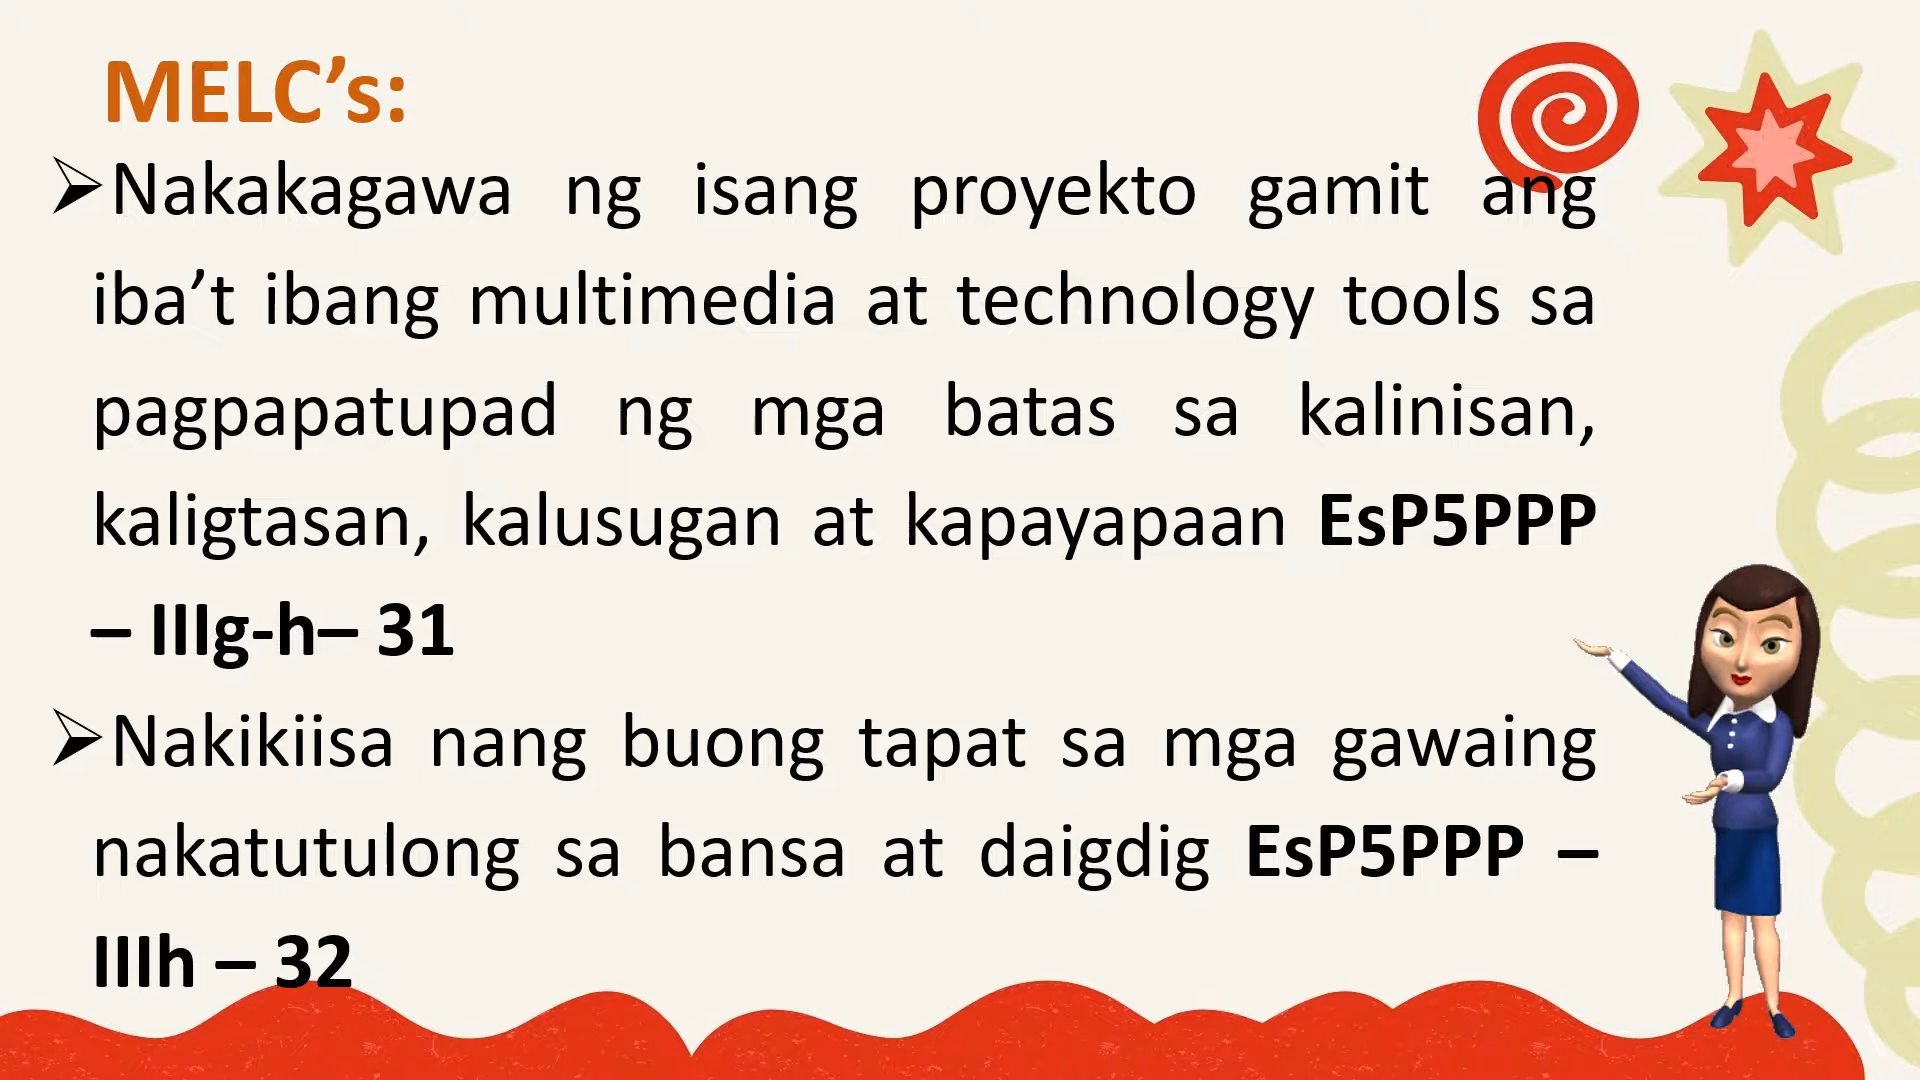 MELC’s:
➢Nakakagawa ng isang proyekto gamit ang
iba’t ibang multimedia at technology tools sa
pagpapatupad ng mga batas sa kalinisan,
kaligtasan, kalusugan at kapayapaan EsP5PPP
– IIIg-h– 31
➢Nakikiisa nang buong tapat sa mga gawaing
nakatutulong sa bansa at daigdig EsP5PPP –
IIIh – 32